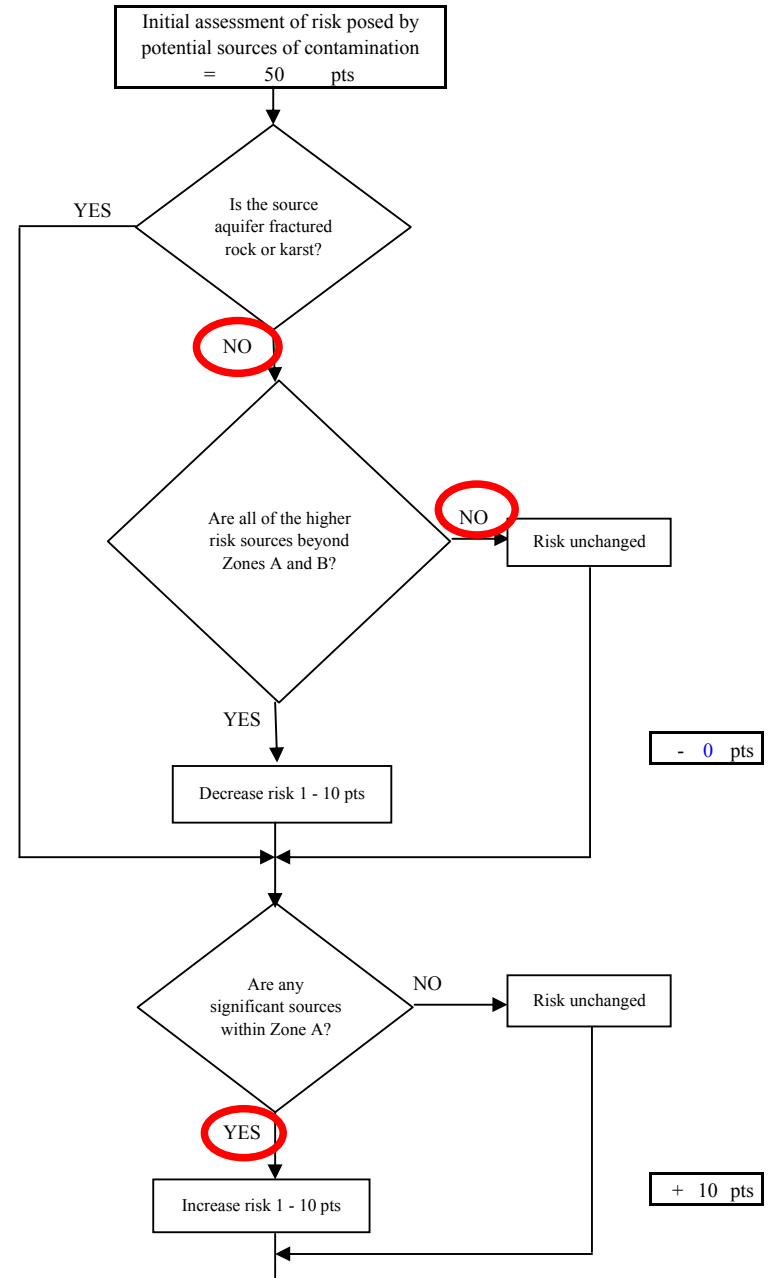 Initial assessment of risk posed by
potential sources of contamination
= 50 pts
YES
Is the source
aquifer fractured
rock or karst?
NO
Are all of the higher
risk sources beyond
Zones A and B?
NO
Risk unchanged
YES
- 0 pts
Decrease risk 1 - 10 pts
Are any
significant sources
within Zone A?
NO
Risk unchanged
YES
Increase risk 1 - 10 pts
+ 10 pts